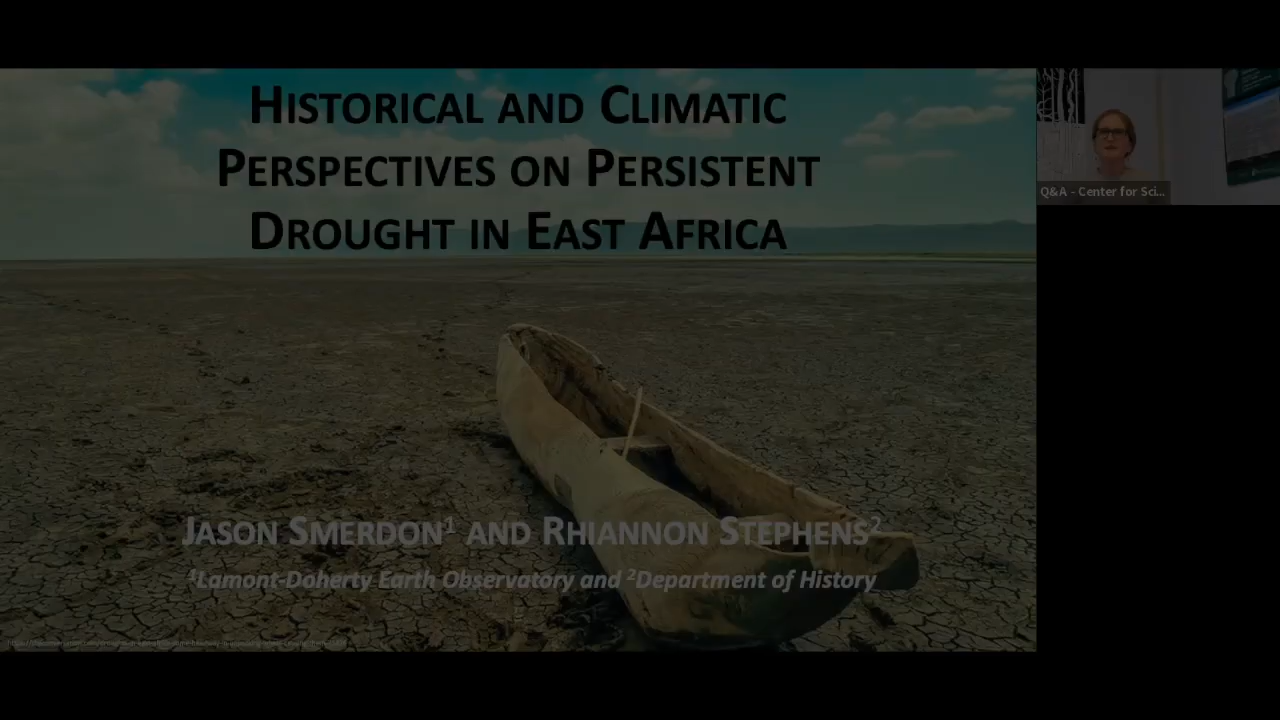 HISTORICAL AND CLIMATIC
PERSPECTIVES ON PERSISTENT
DROUGHT IN EAST AFRICA
Q&A - Center for Sci...
JASON SMERDON¹ AND RHIANNON STEPHENS²
¹Lamont-Doherty Earth Observatory and ²Department of History